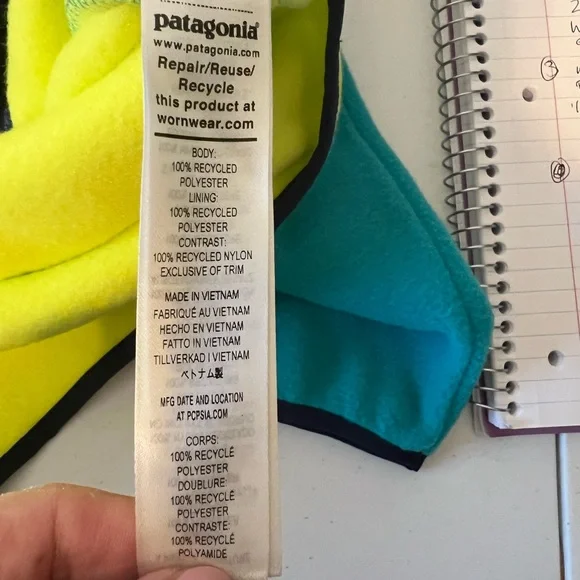 patagonia®
www.patagonia.com
Repair/Reuse/
Recycle
this product at
wornwear.com
BODY:
100% RECYCLED
POLYESTER
LINING:
100% RECYCLED
POLYESTER
CONTRAST:
100% RECYCLED NYLON
EXCLUSIVE OF TRIM
MADE IN VIETNAM
FABRIQUÉ AU VIETNAM
HECHO EN VIETNAM
FATTO IN VIETNAM
TILLVERKAD I VIETNAM
ベトナム製
MFG DATE AND LOCATION
AT PCPSIA.COM
CORPS:
100% RECYCLÉ
POLYESTER
DOUBLURE:
100% RECYCLÉ
POLYESTER
CONTRASTE:
100% RECYCLÉ
POLYAMIDE
3
4